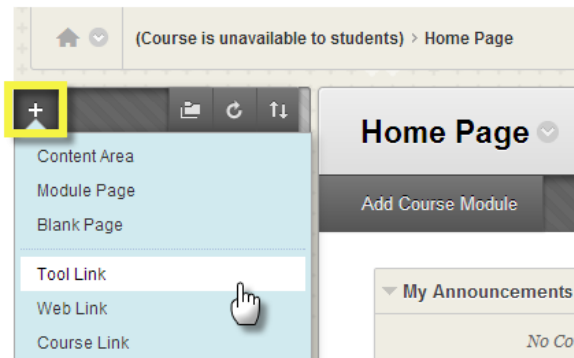 (Course is unavailable to students) > Home Page
Home Page
Content Area
Module Page
Blank Page
Tool Link
Web Link
Course Link
Add Course Module
My Announcements
No Co